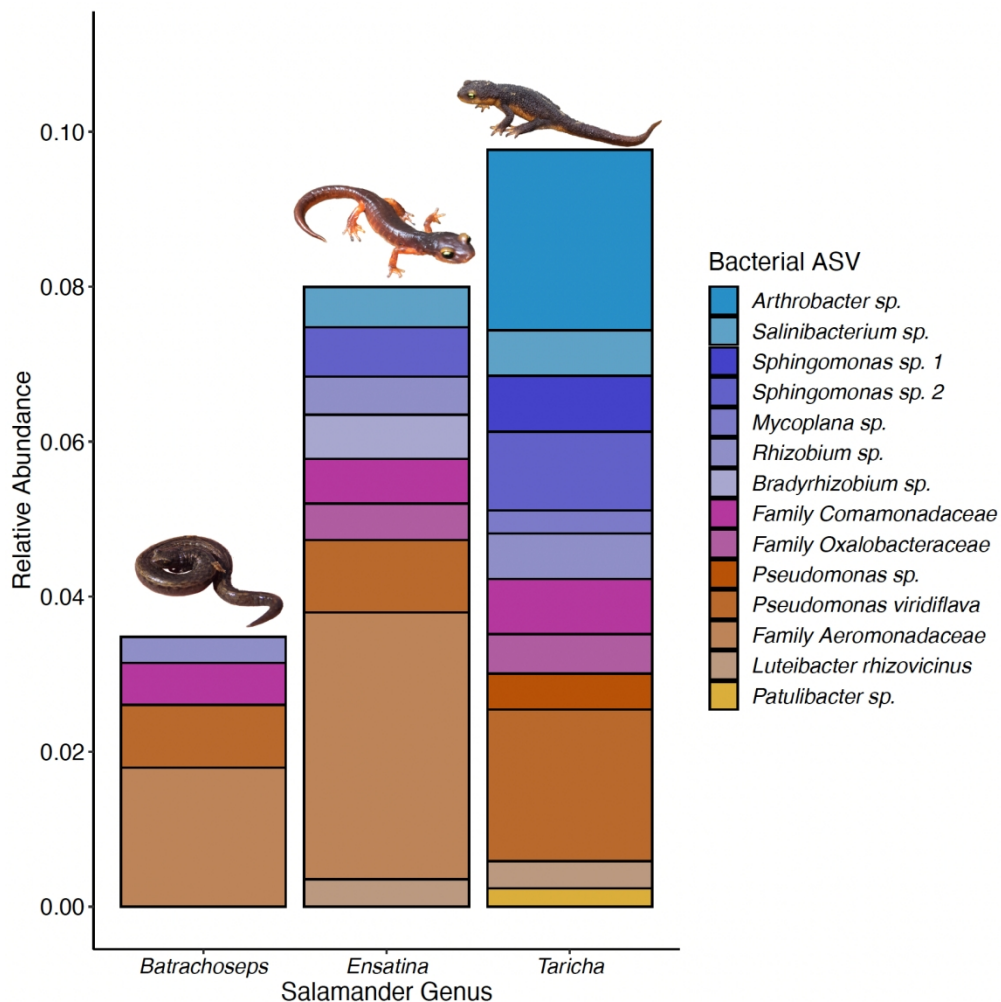 0.10
0.08
0.06
0.04
0.02
0.00
Relative Abundance
Batrachoseps
Ensatina
Taricha
Salamander Genus
Bacterial ASV
Arthrobacter sp.
Salinibacterium sp.
Sphingomonas sp. 1
Sphingomonas sp. 2
Mycoplana sp.
Rhizobium sp.
Bradyrhizobium sp.
Family Comamonadaceae
Family Oxalobacteraceae
Pseudomonas sp.
Pseudomonas viridiflava
Family Aeromonadaceae
Luteibacter rhizovicinus
Patulibacter sp.